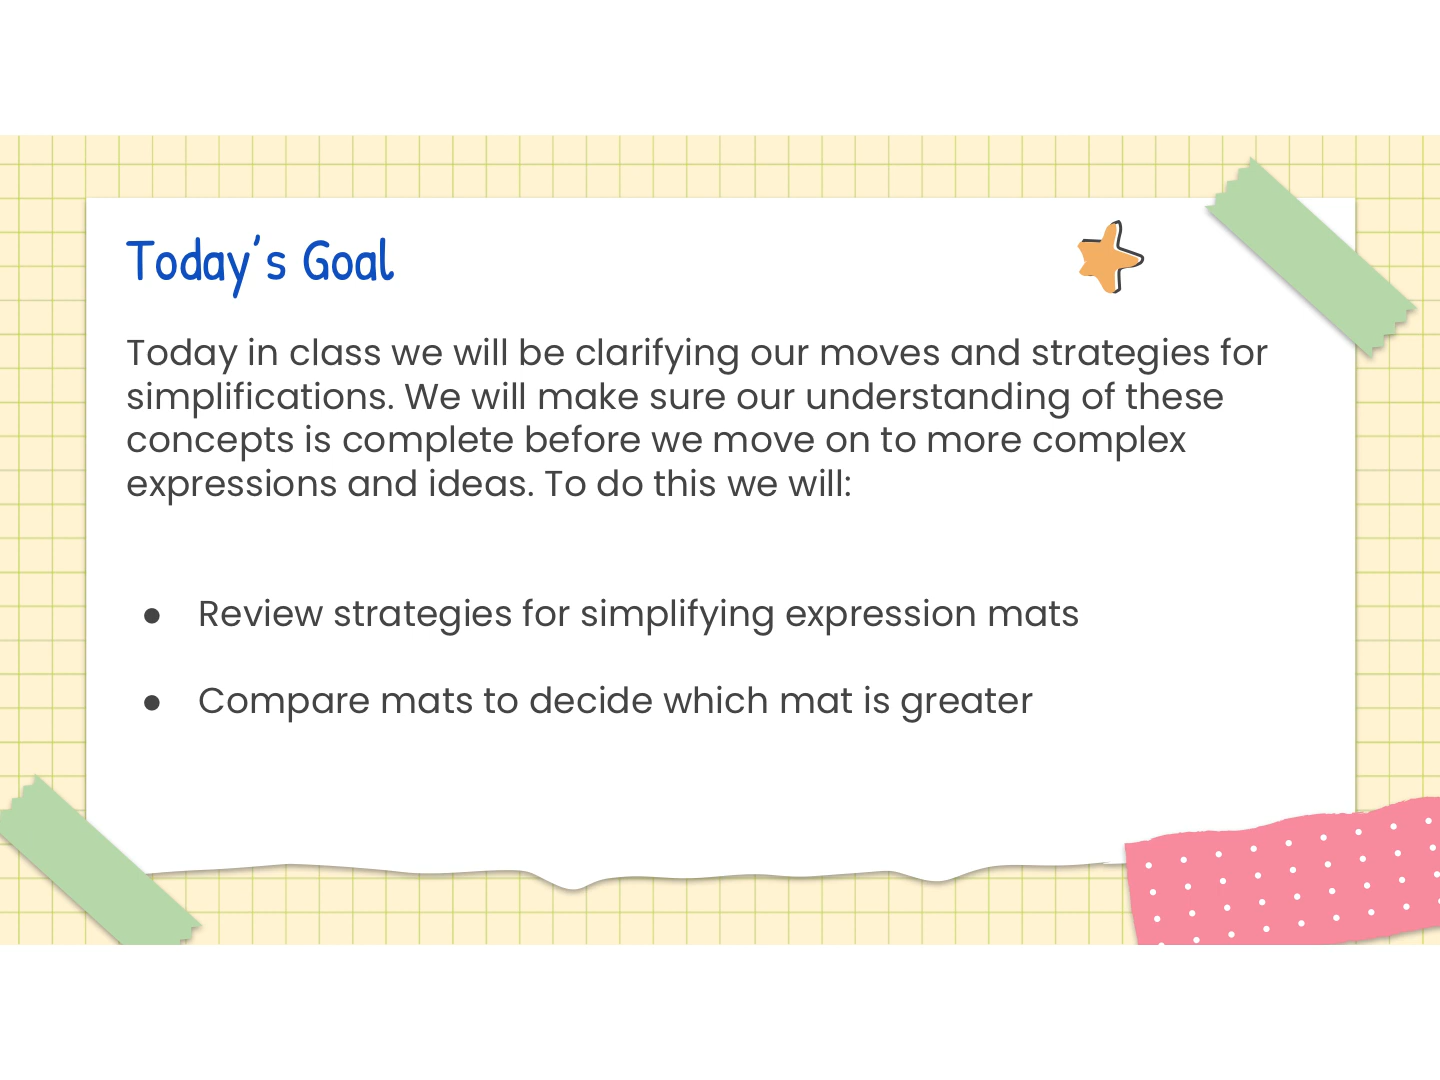 Today's Goal
Today in class we will be clarifying our moves and strategies for
simplifications. We will make sure our understanding of these
concepts is complete before we move on to more complex
expressions and ideas. To do this we will:
● Review strategies for simplifying expression mats
● Compare mats to decide which mat is greater